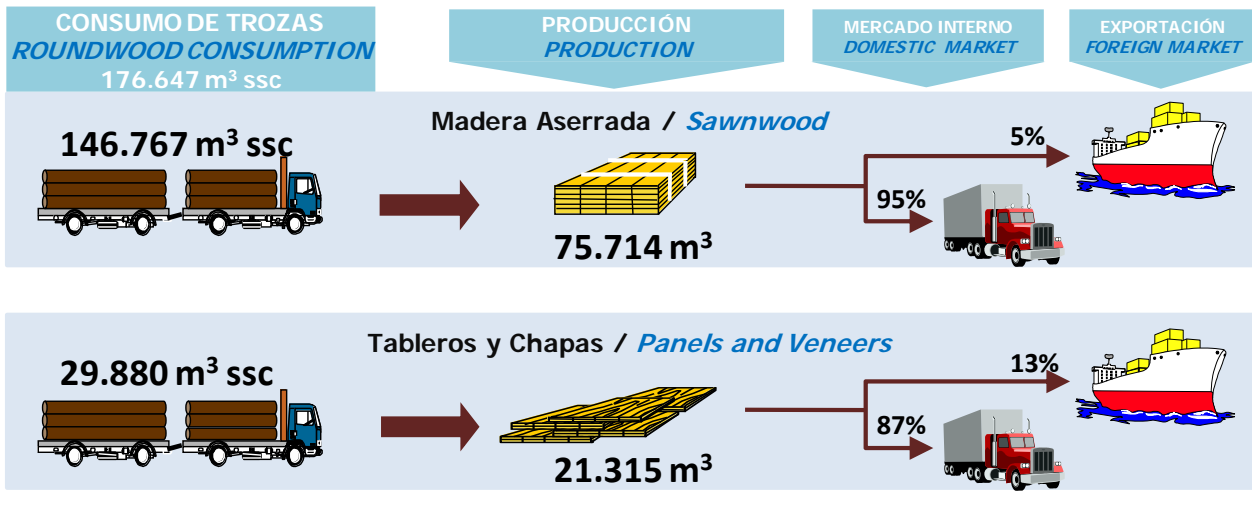 CONSUMO DE TROZAS
ROUNDWOOD CONSUMPTION
176.647 m³ ssc
PRODUCCIÓN
PRODUCTION
MERCADO INTERNO
DOMESTIC MARKET
EXPORTACIÓN
FOREIGN MARKET
Madera Aserrada / Sawnwood
146.767 m³ ssc
75.714 m³
5%
95%
Tableros y Chapas / Panels and Veneers
29.880 m³ ssc
21.315 m³
13%
87%